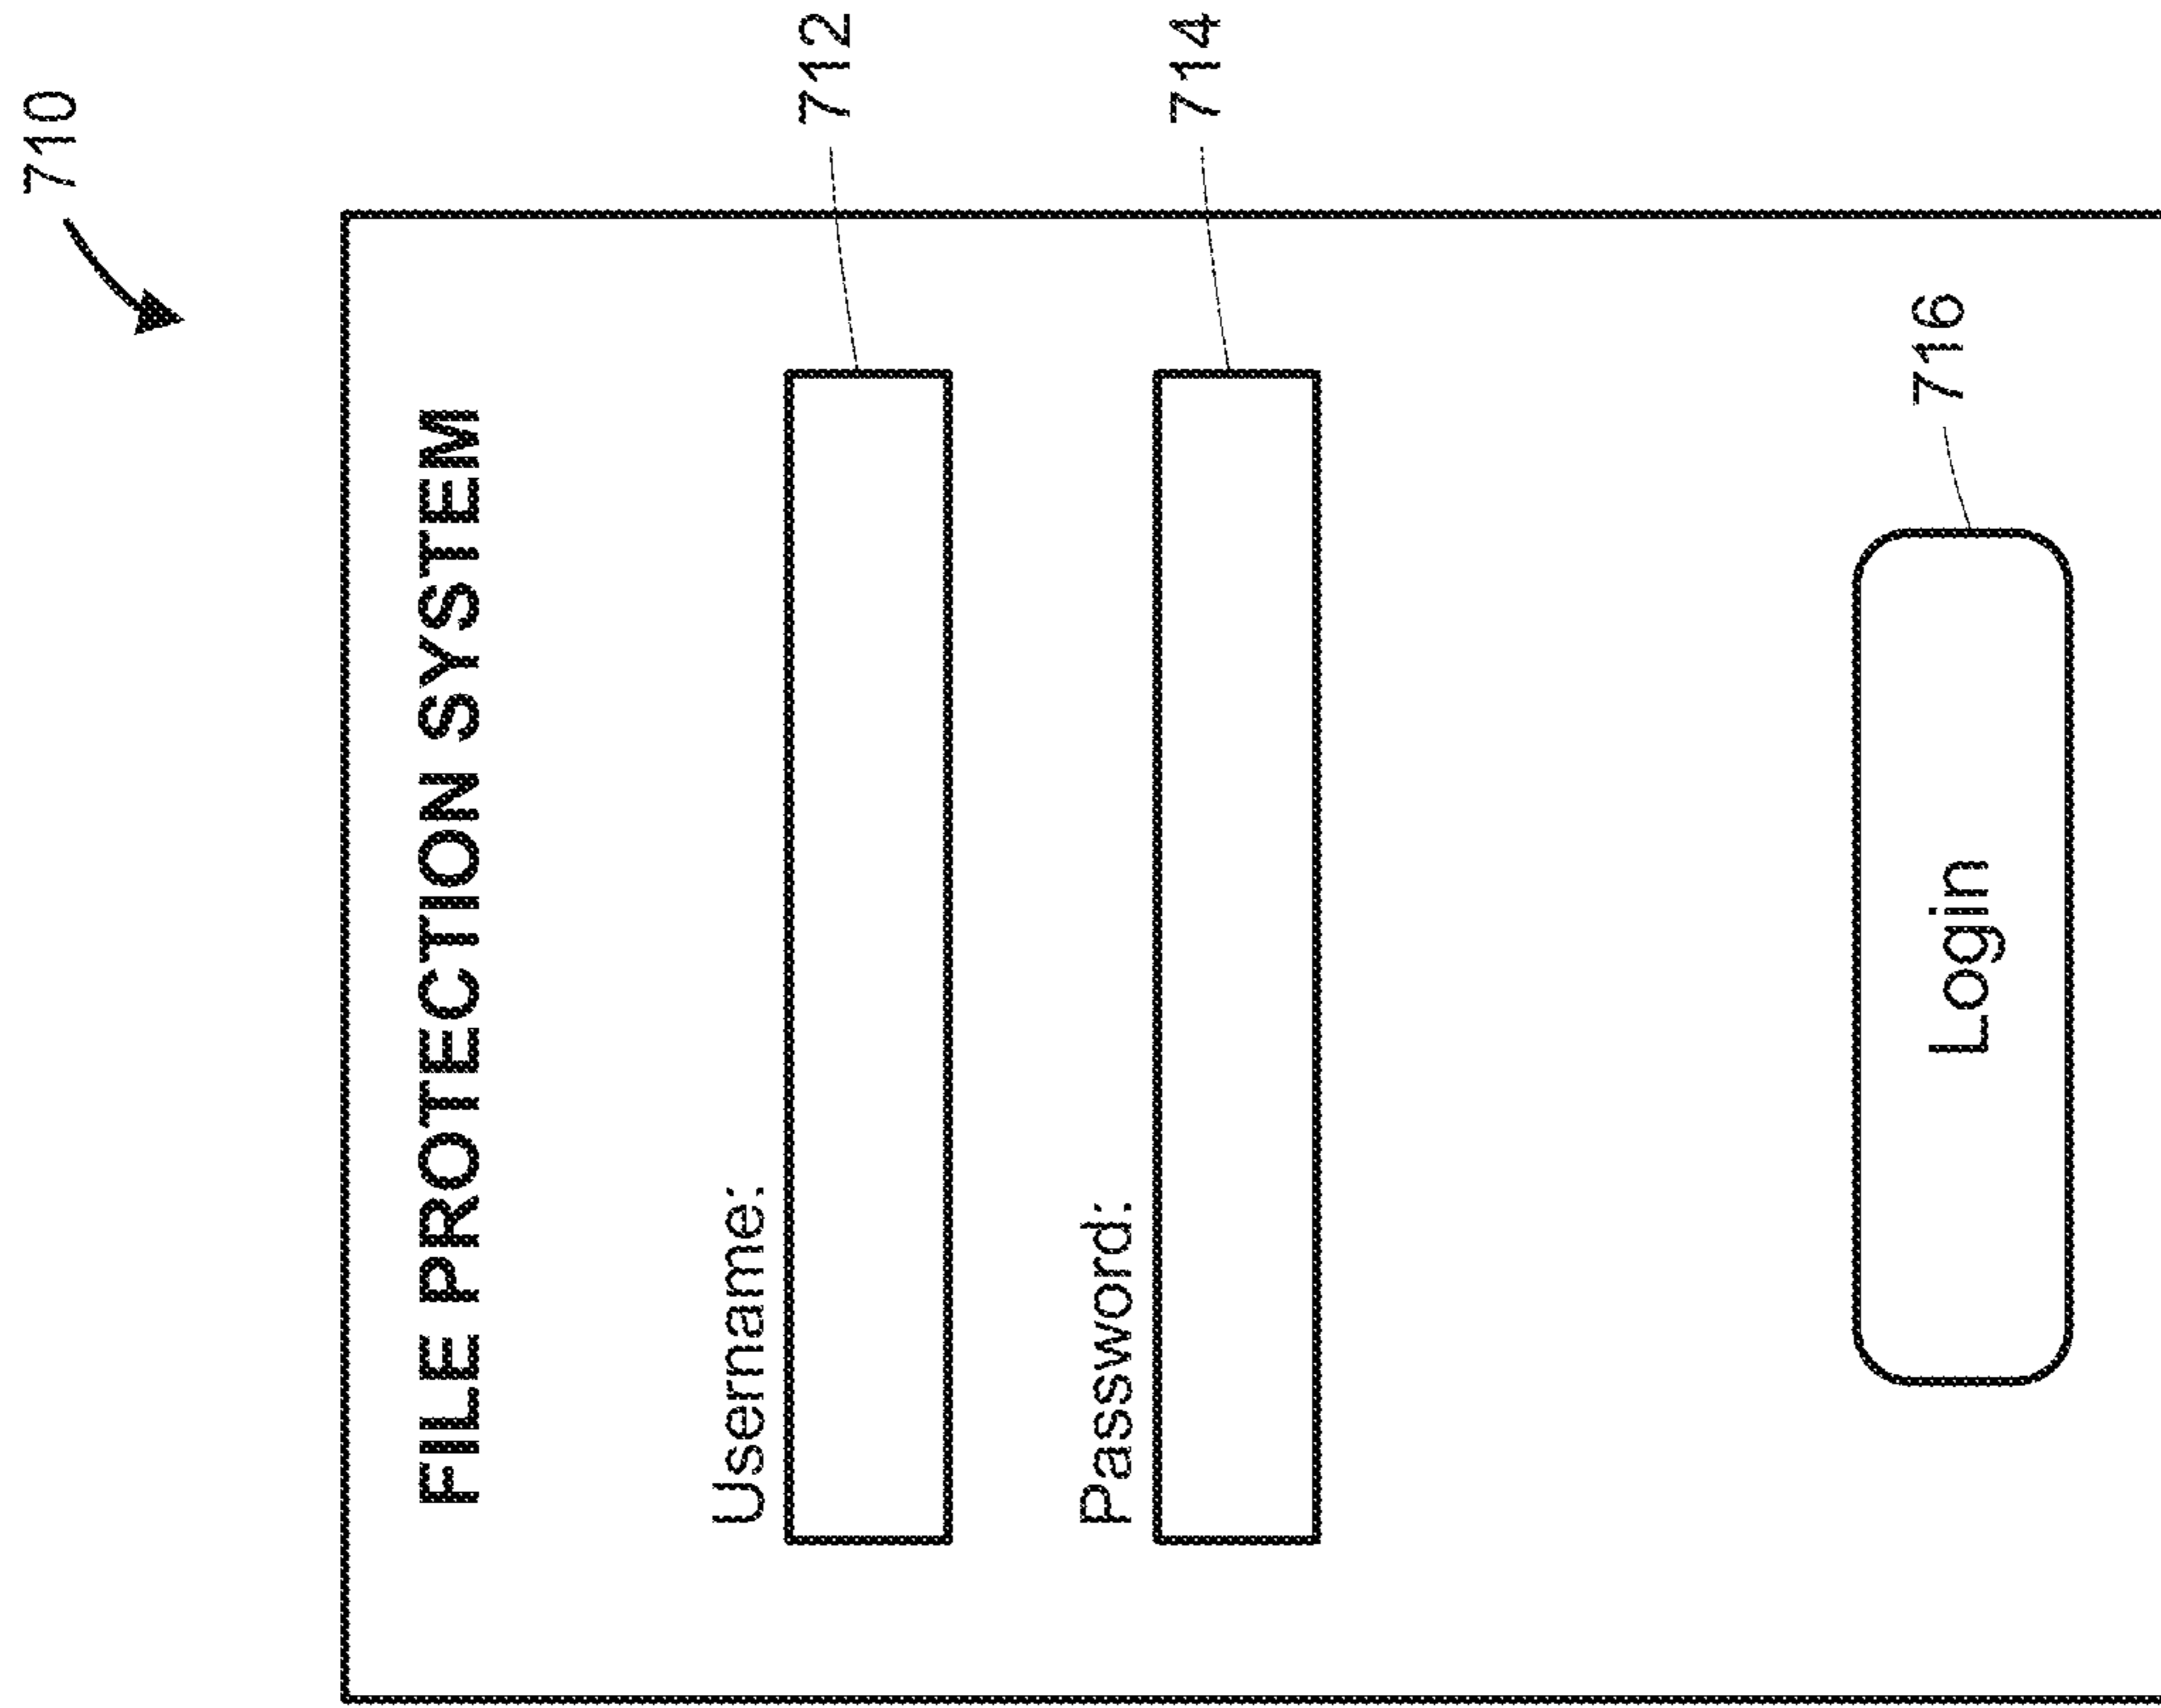 710
FILE PROTECTION SYSTEM
Username:
712
Password:
714
716
Login